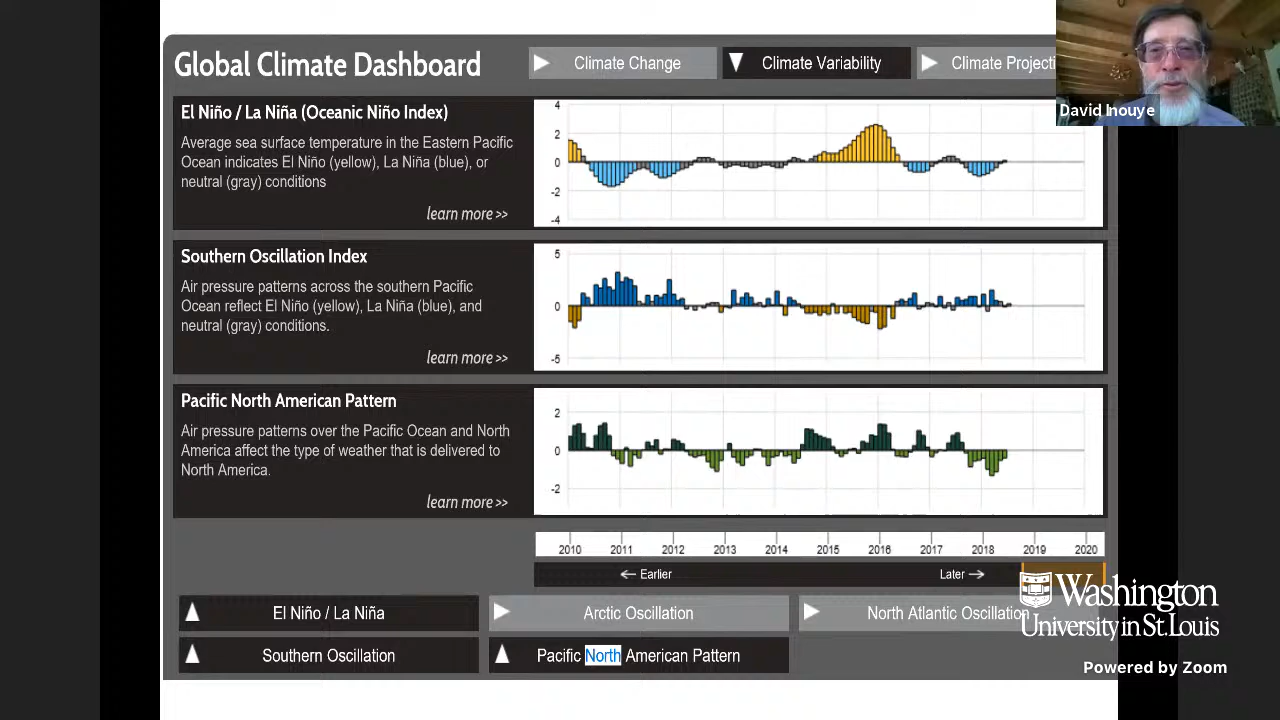 Global Climate Dashboard
Climate Change
Climate Variability
Climate Projecti
David Inouye
El Niño / La Niña (Oceanic Niño Index)
Average sea surface temperature in the Eastern Pacific
Ocean indicates El Niño (yellow), La Niña (blue), or
neutral (gray) conditions
learn more >>
4
2
0
-2
-4
Southern Oscillation Index
Air pressure patterns across the southern Pacific
Ocean reflect El Niño (yellow), La Niña (blue), and
neutral (gray) conditions.
learn more >>
5
0
-5
Pacific North American Pattern
Air pressure patterns over the Pacific Ocean and North
America affect the type of weather that is delivered to
North America.
learn more >>
2
0
-2
2010 2011 2012 2013 2014 2015 2016 2017 2018 2019 2020
← Earlier
Later →
El Niño / La Niña
Arctic Oscillation
North Atlantic Oscillation
Southern Oscillation
Pacific North American Pattern
Washington
University in St. Louis
Powered by Zoom